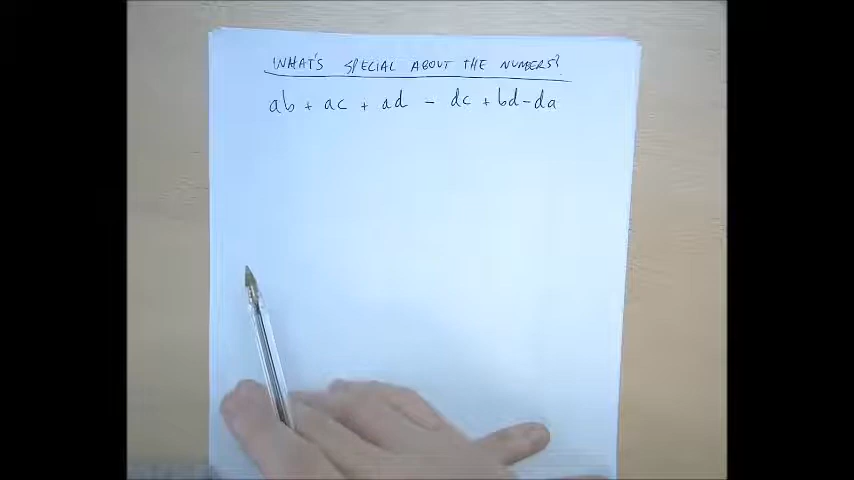 WHAT'S SPECIAL ABOUT THE NUMBERS?
ab + ac + ad - dc + bd - da